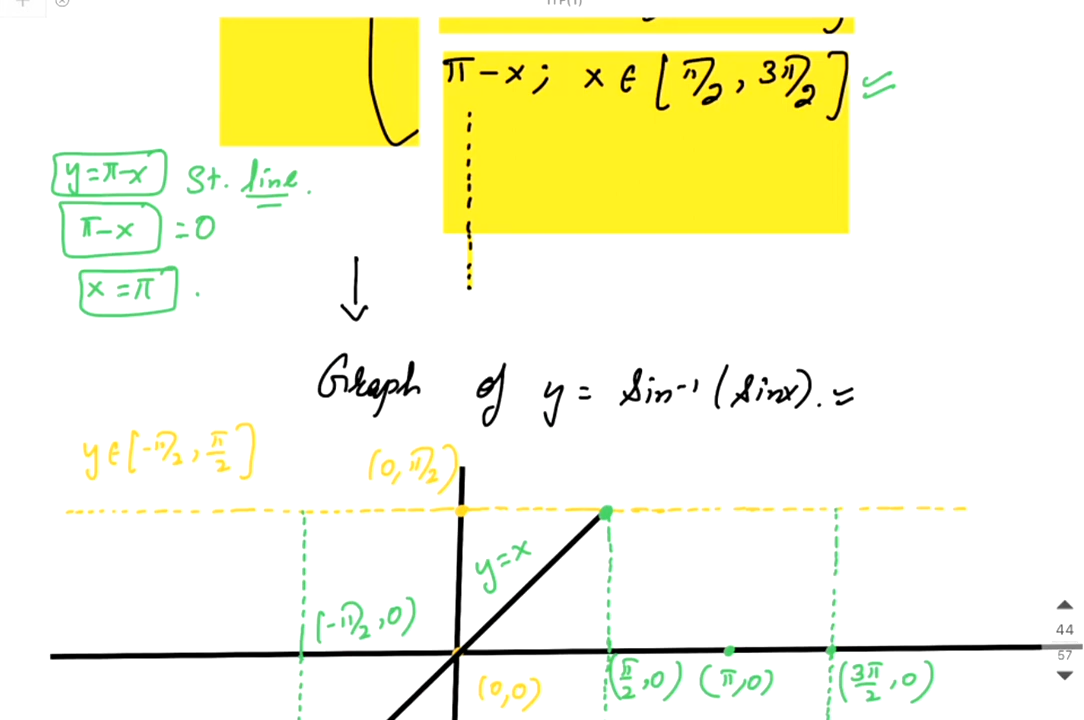 π-x; x ∈ [π/2, 3π/2]
y=π-x St. line.
π-x =0
x=π.
Graph of y = sin⁻¹(sinx).
y∈[-π/2, π/2]
(0, π/2)
y=x
(-π/2, 0)
(0,0)
(π/2, 0) (π, 0) (3π/2, 0)
44
57